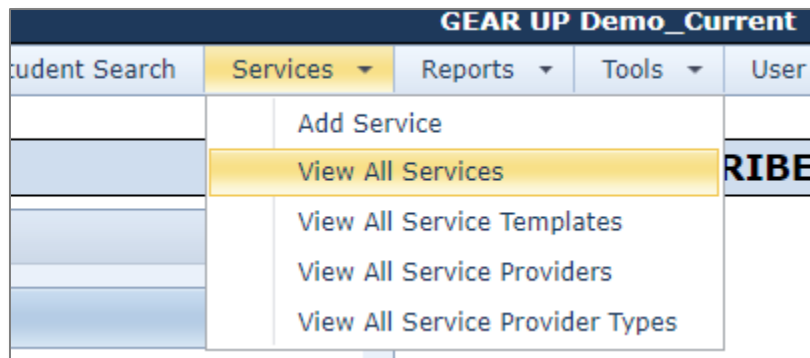 GEAR UP Demo_Current
tudent Search Services Reports Tools User
Add Service
View All Services
RIBE
View All Service Templates
View All Service Providers
View All Service Provider Types